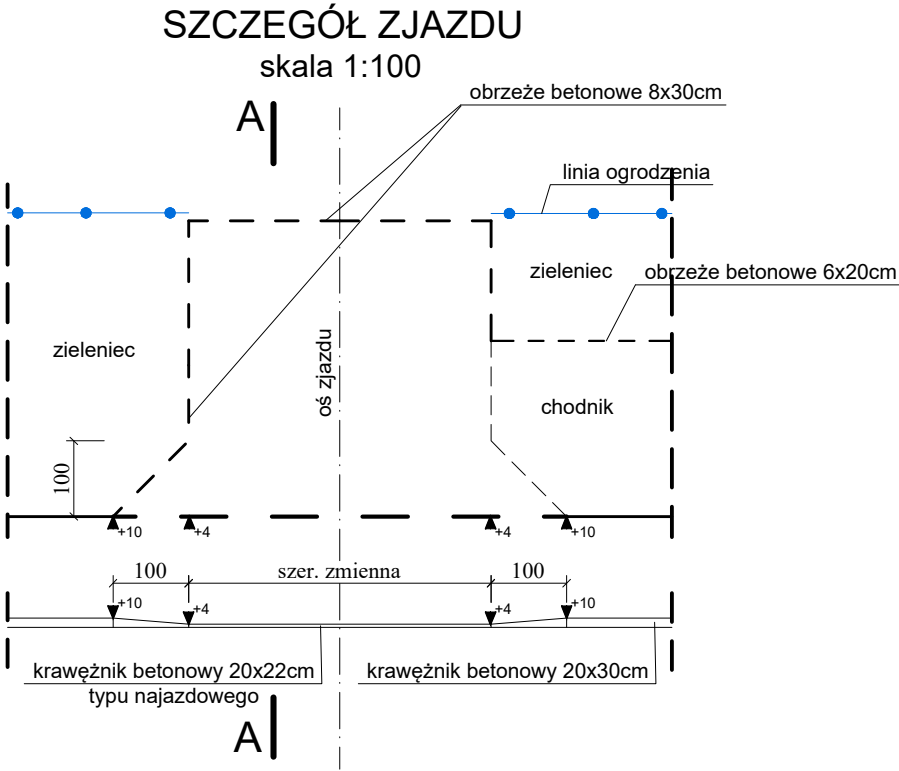 SZCZEGÓŁ ZJAZDU
skala 1:100
obrzeże betonowe 8x30cm
A
linia ogrodzenia
zieleniec
obrzeże betonowe 6x20cm
zieleniec
oś zjazdu
chodnik
100
+10
+4
+4
+10
100
szer. zmienna
100
+10
+4
+4
+10
krawężnik betonowy 20x22cm
typu najazdowego
krawężnik betonowy 20x30cm
A